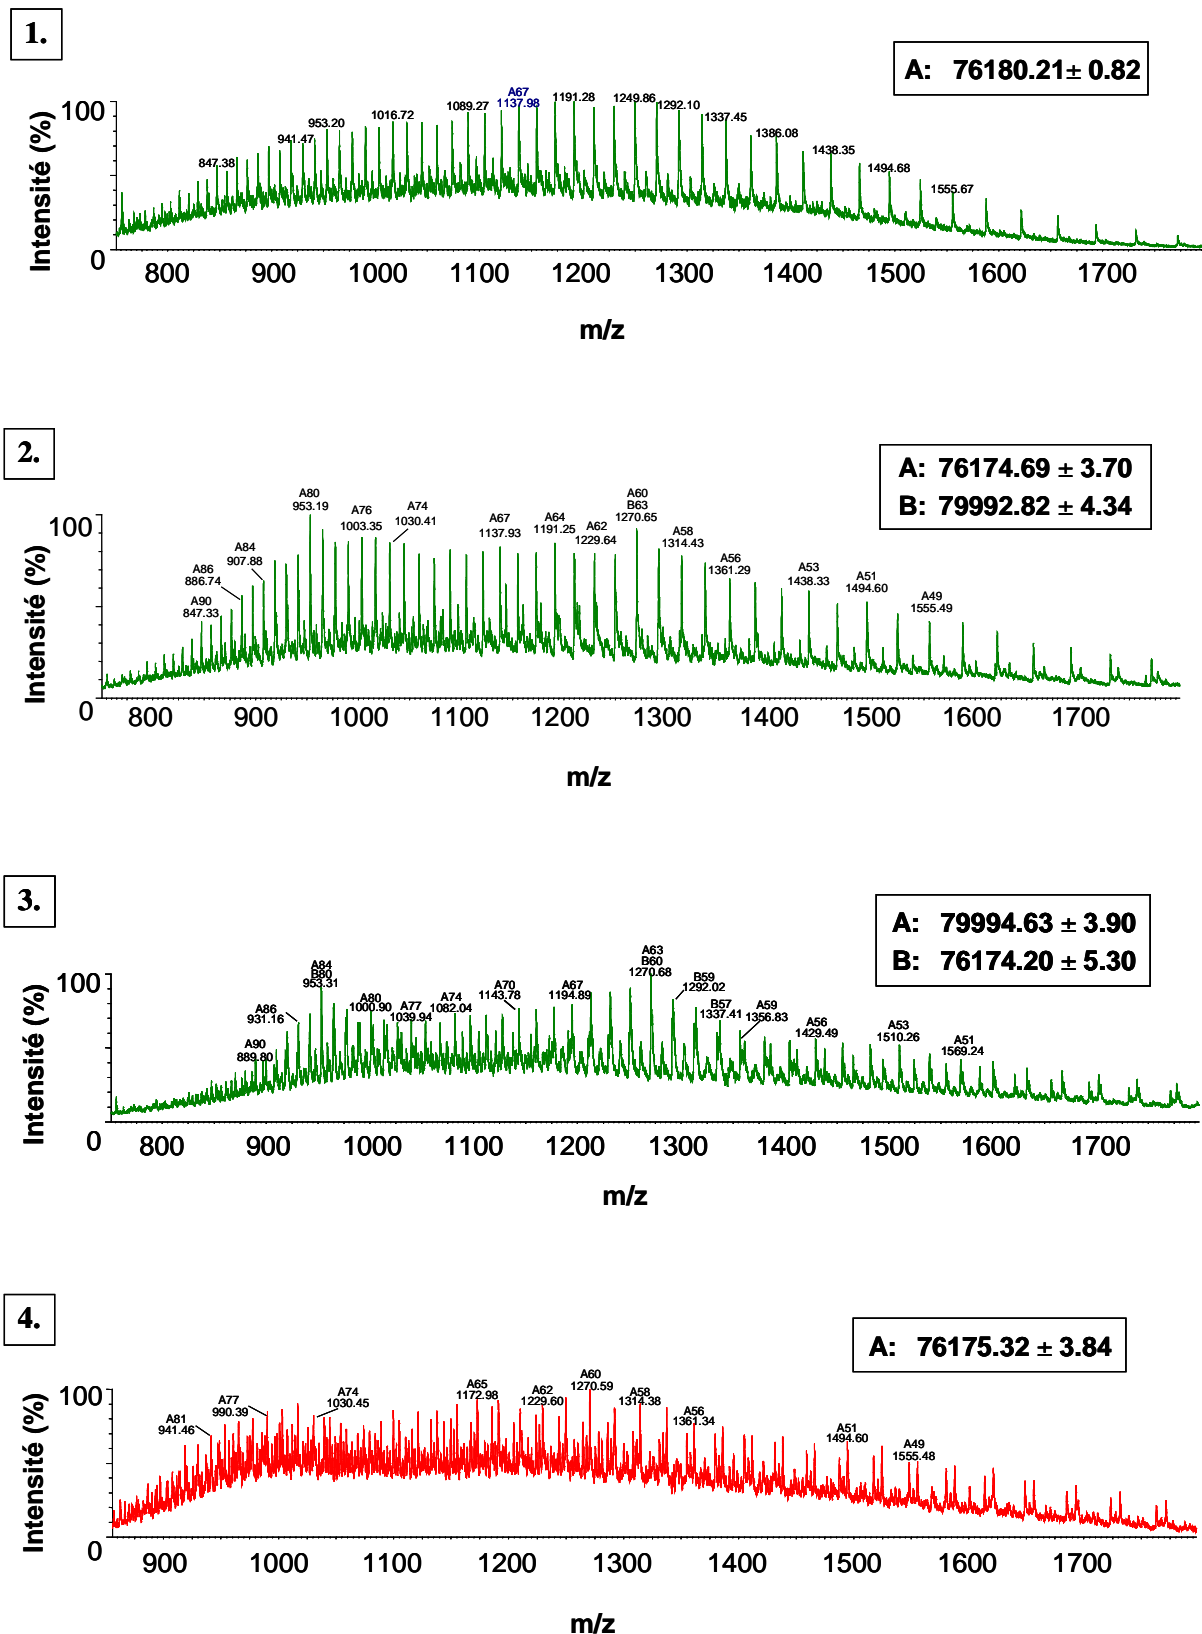 1.
A: 76180.21± 0.82
Intensité (%)
100
0
847.38
941.47
953.20
1016.72
1089.27
A67
1137.98
1191.28
1249.86
1292.10
1337.45
1386.08
1438.35
1494.68
1555.67
800 900 1000 1100 1200 1300 1400 1500 1600 1700
m/z
2.
A: 76174.69 ± 3.70
B: 79992.82 ± 4.34
Intensité (%)
100
0
A90
847.33
A86
886.74
A84
907.88
A80
953.19
A76
1003.35
A74
1030.41
A67
1137.93
A64
1191.25
A62
1229.64
A60
B63
1270.65
A58
1314.43
A56
1361.29
A53
1438.33
A51
1494.60
A49
1555.49
800 900 1000 1100 1200 1300 1400 1500 1600 1700
m/z
3.
A: 79994.63 ± 3.90
B: 76174.20 ± 5.30
Intensité (%)
100
0
A90
889.80
A86
931.16
A84
B80
953.31
A80
1000.90
A77
1039.94
A74
1082.04
A70
1143.78
A67
1194.89
A63
B60
1270.68
B59
1292.02
B57
1337.41
A59
1356.83
A56
1429.49
A53
1510.26
A51
1569.24
800 900 1000 1100 1200 1300 1400 1500 1600 1700
m/z
4.
A: 76175.32 ± 3.84
Intensité (%)
100
0
A81
941.46
A77
990.39
A74
1030.45
A65
1172.98
A62
1229.60
A60
1270.59
A58
1314.38
A56
1361.34
A51
1494.60
A49
1555.48
900 1000 1100 1200 1300 1400 1500 1600 1700
m/z